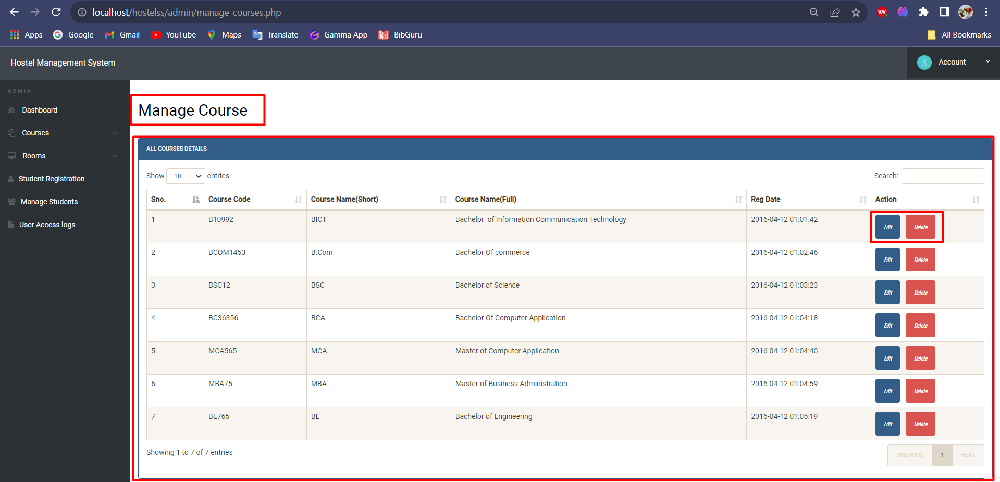 localhost/hostelss/admin/manage-courses.php
Apps Google Gmail YouTube Maps Translate Gamma App BibGuru All Bookmarks
Hostel Management System Account
ADMIN
Dashboard
Courses
Rooms
Student Registration
Manage Students
User Access logs
Manage Course
ALL COURSES DETAILS
Show 10 entries Search:
Sno. Course Code Course Name(Short) Course Name(Full) Reg Date Action
1 B10992 BICT Bachelor  of Information Communication Technology 2016-04-12 01:01:42 Edit Delete
2 BCOM1453 B.Com Bachelor Of commerce 2016-04-12 01:02:46 Edit Delete
3 BSC12 BSC Bachelor of Science 2016-04-12 01:03:23 Edit Delete
4 BC36356 BCA Bachelor Of Computer Application 2016-04-12 01:04:18 Edit Delete
5 MCA565 MCA Master of Computer Application 2016-04-12 01:04:40 Edit Delete
6 MBA75 MBA Master of Business Administration 2016-04-12 01:04:59 Edit Delete
7 BE765 BE Bachelor of Engineering 2016-04-12 01:05:19 Edit Delete
Showing 1 to 7 of 7 entries PREVIOUS 1 NEXT